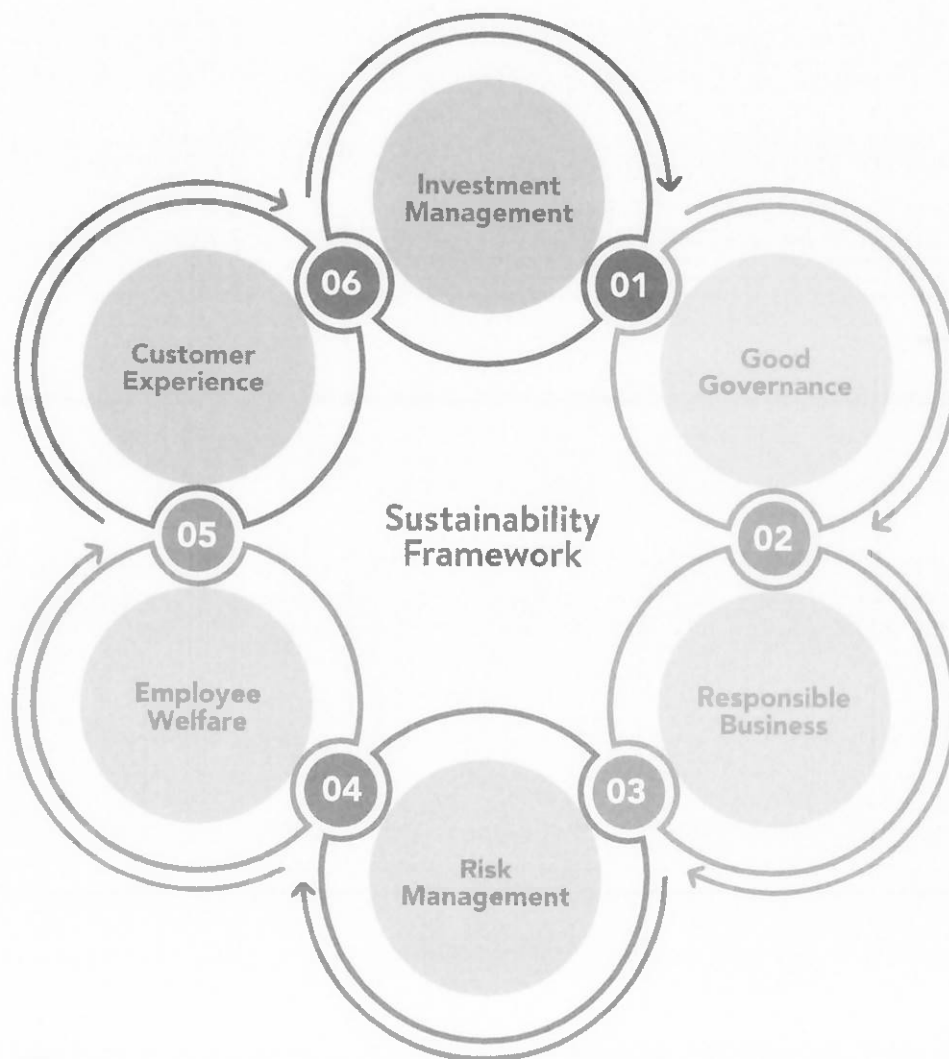 Investment
Management
01
Good
Governance
02
Responsible
Business
03
Risk
Management
04
Employee
Welfare
05
Customer
Experience
06
Sustainability
Framework